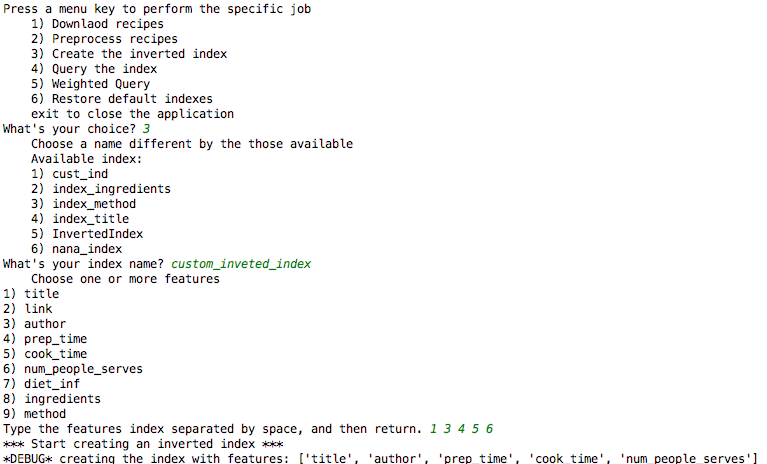 Press a menu key to perform the specific job
1) Downlaod recipes
2) Preprocess recipes
3) Create the inverted index
4) Query the index
5) Weighted Query
6) Restore default indexes
exit to close the application
What's your choice? 3
Choose a name different by the those available
Available index:
1) cust_ind
2) index_ingredients
3) index_method
4) index_title
5) InvertedIndex
6) nana_index
What's your index name? custom_inveted_index
Choose one or more features
1) title
2) link
3) author
4) prep_time
5) cook_time
6) num_people_serves
7) diet_inf
8) ingredients
9) method
Type the features index separated by space, and then return. 1 3 4 5 6
*** Start creating an inverted index ***
*DEBUG* creating the index with features: ['title', 'author', 'prep_time', 'cook_time', 'num_people_serves']